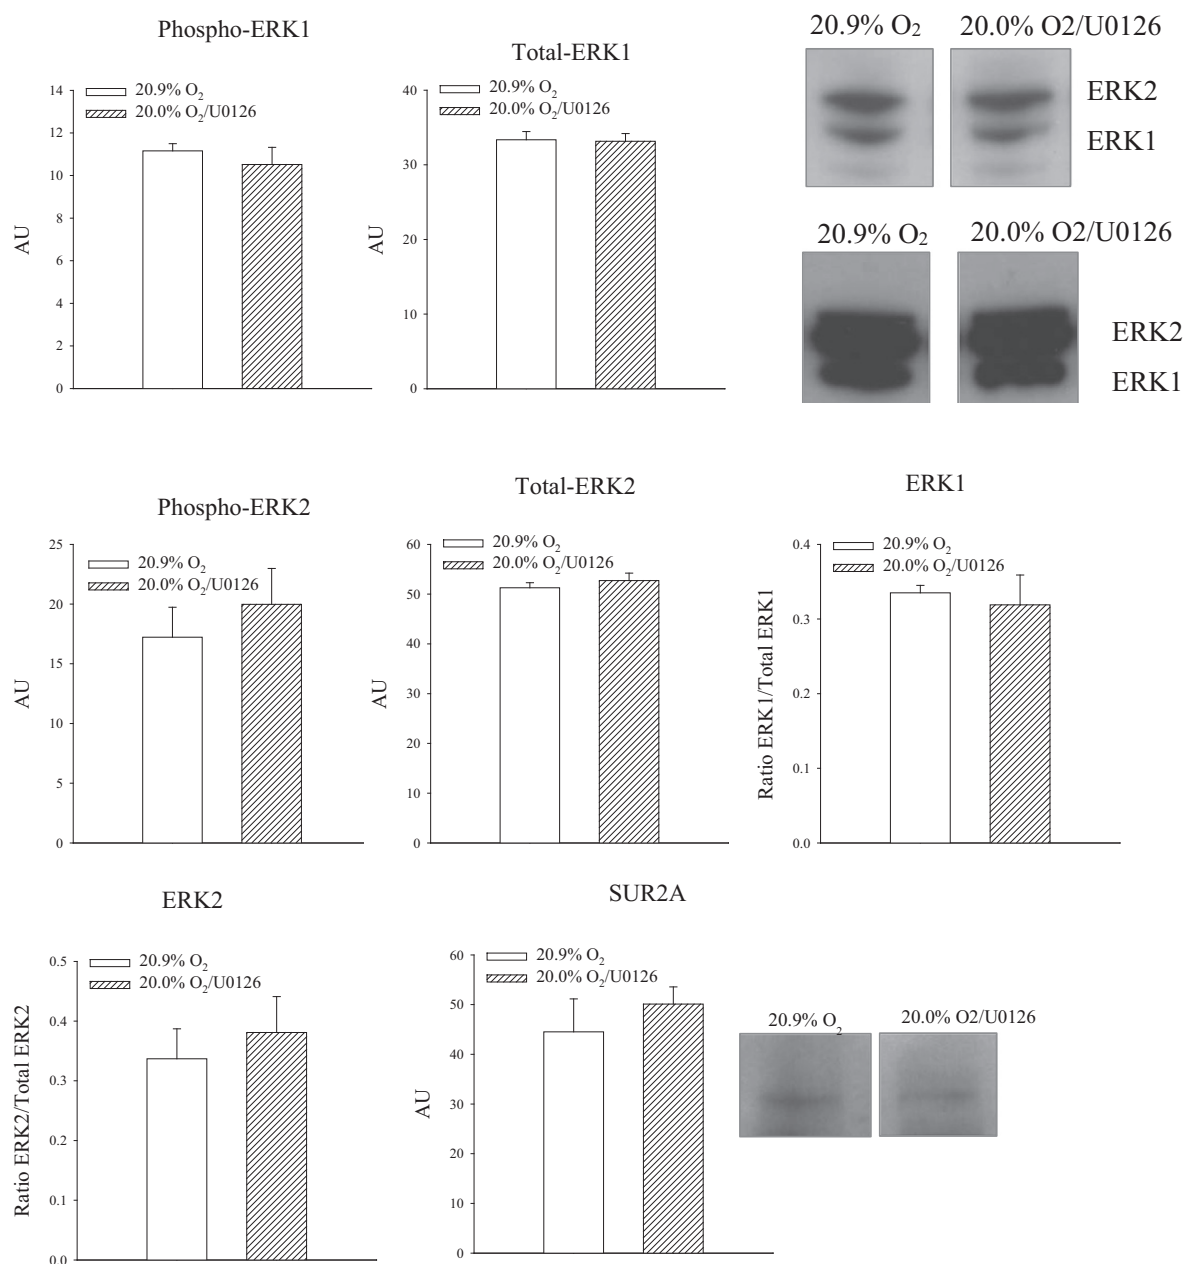 Phospho-ERK1
20.9% O2
20.0% O2/U0126
14
12
10
8
6
4
2
0
AU
Total-ERK1
20.9% O2
20.0% O2/U0126
40
30
20
33
10
0
AU
20.9% O2
20.0% O2/U0126
ERK2
ERK1
20.9% O2
20.0% O2/U0126
ERK2
ERK1
Phospho-ERK2
20.9% O2
20.0% O2/U0126
25
20
15
10
5
0
AU
Total-ERK2
20.9% O2
20.0% O2/U0126
60
50
40
53
52
10
0
AU
ERK1
20.9% O2
20.0% O2/U0126
0.4
0.3
0.2
0.1
0.0
Ratio ERK1/Total ERK1
ERK2
20.9% O2
20.0% O2/U0126
0.5
0.4
0.3
0.2
0.1
0.0
Ratio ERK2/Total ERK2
SUR2A
20.9% O2
20.0% O2/U0126
60
50
40
30
20
10
0
AU
20.9% O2
20.0% O2/U0126